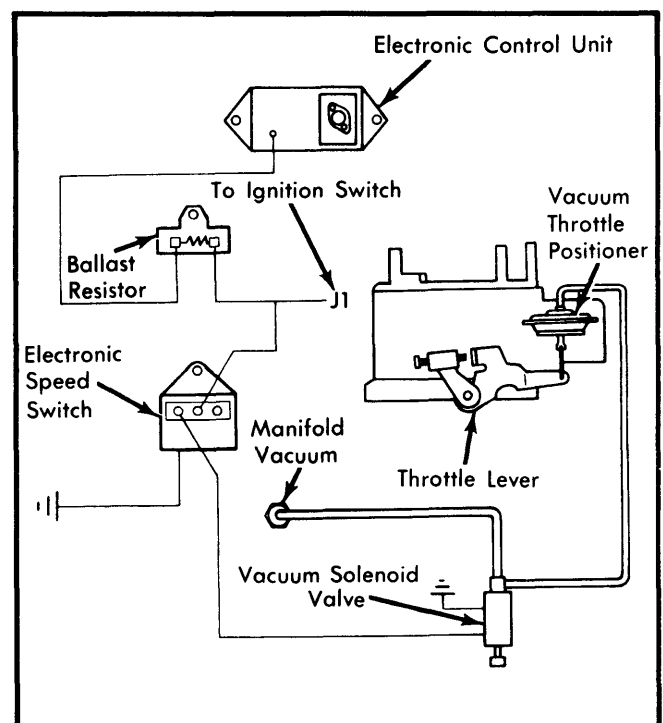 Electronic Control Unit
To Ignition Switch
Vacuum
Throttle
Positioner
Ballast
Resistor
J1
Electronic
Speed
Switch
Manifold
Vacuum
Throttle Lever
Vacuum Solenoid
Valve